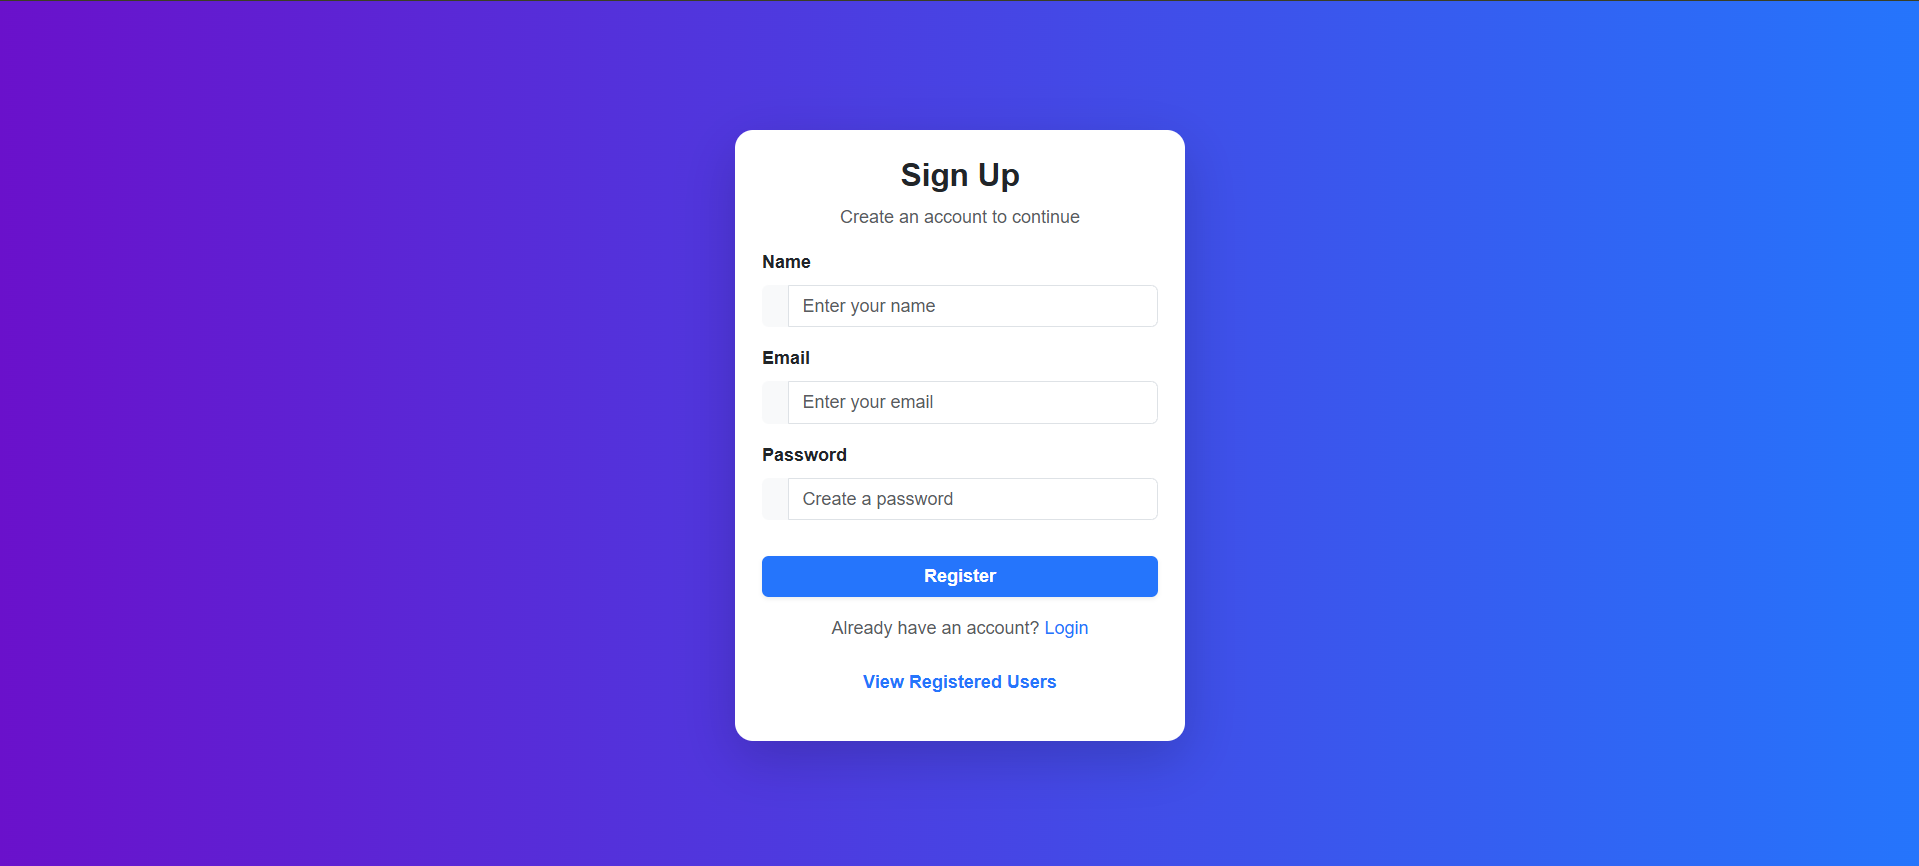 Sign Up
Create an account to continue
Name
Enter your name
Email
Enter your email
Password
Create a password
Register
Already have an account? Login
View Registered Users